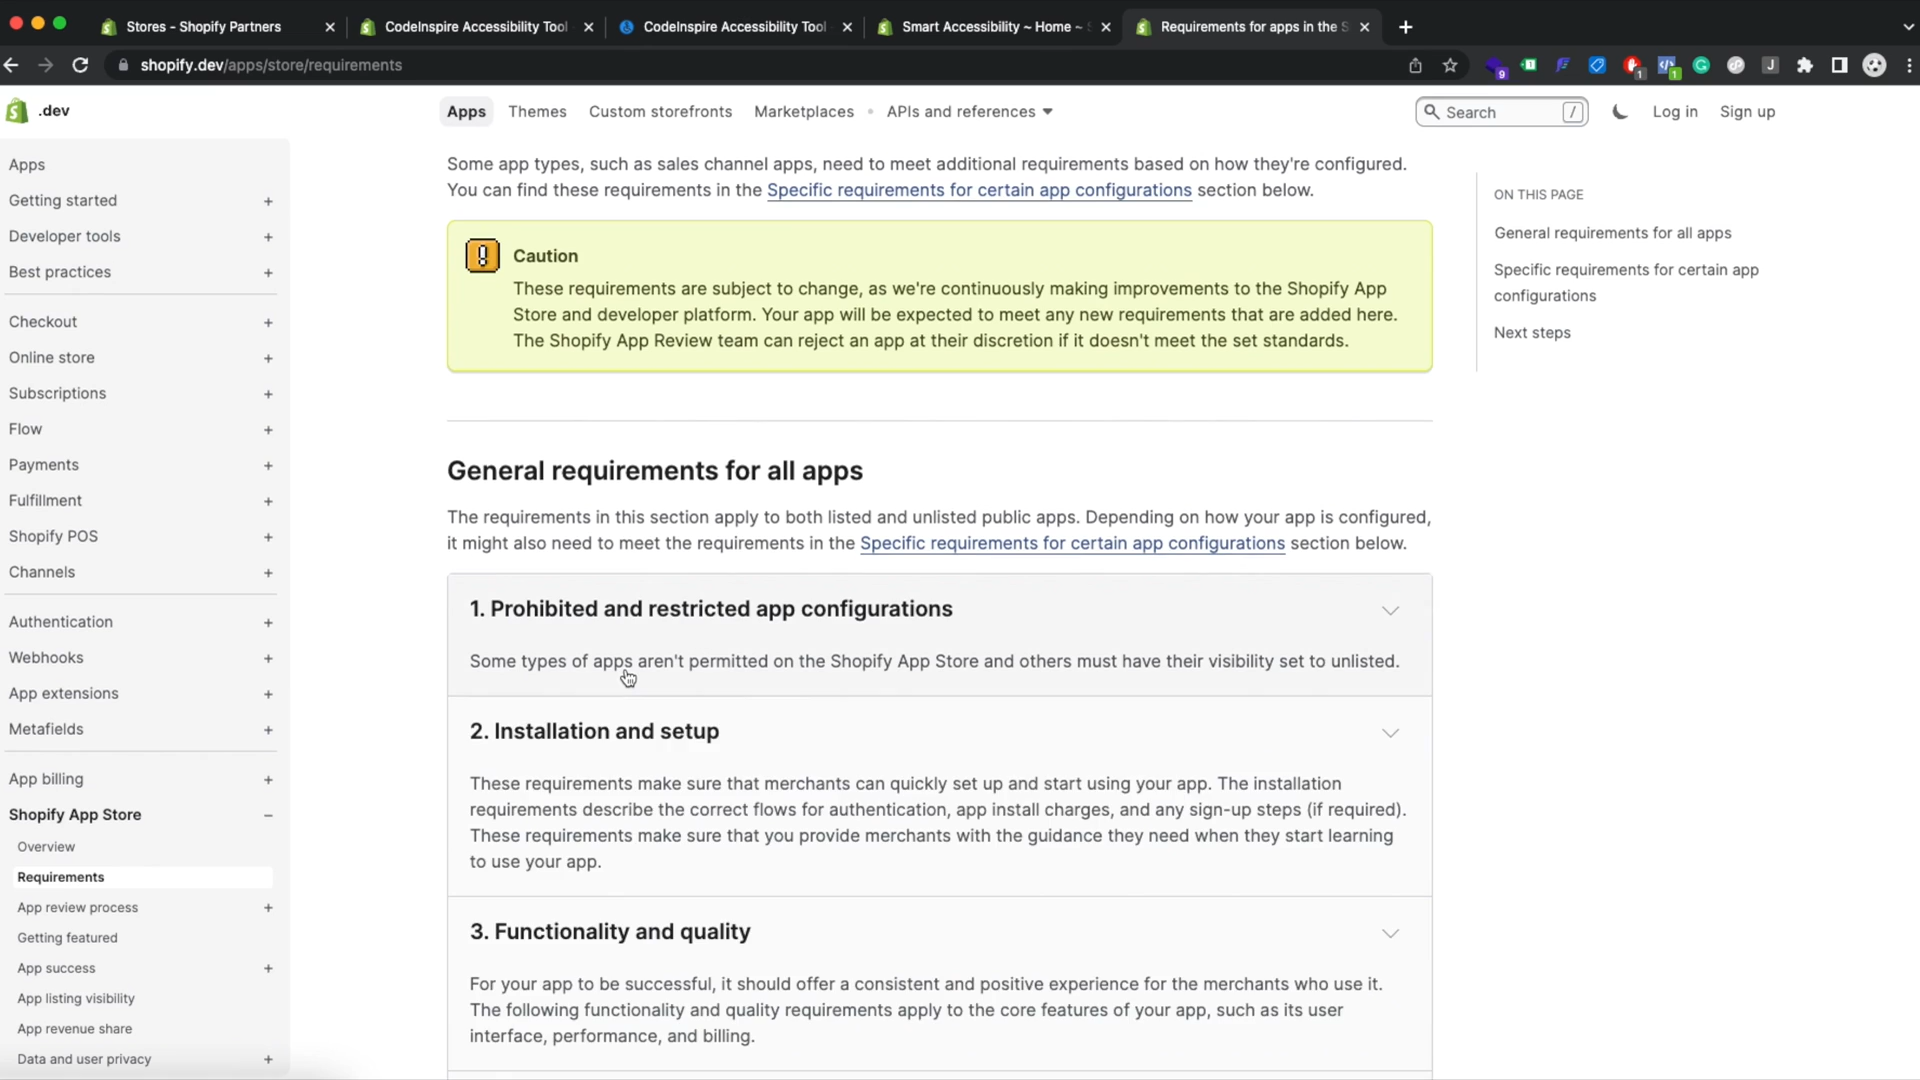 Stores - Shopify Partners
CodeInspire Accessibility Tool
CodeInspire Accessibility Tool
Smart Accessibility ~ Home ~
Requirements for apps in the S
shopify.dev/apps/store/requirements
9
1
1
J
.dev
Apps
Themes
Custom storefronts
Marketplaces
APIs and references
Search
/
Log in
Sign up
Apps
Getting started
Developer tools
Best practices
Checkout
Online store
Subscriptions
Flow
Payments
Fulfillment
Shopify POS
Channels
Authentication
Webhooks
App extensions
Metafields
App billing
Shopify App Store
Overview
Requirements
App review process
Getting featured
App success
App listing visibility
App revenue share
Data and user privacy
Some app types, such as sales channel apps, need to meet additional requirements based on how they're configured.
You can find these requirements in the Specific requirements for certain app configurations section below.
Caution
These requirements are subject to change, as we're continuously making improvements to the Shopify App
Store and developer platform. Your app will be expected to meet any new requirements that are added here.
The Shopify App Review team can reject an app at their discretion if it doesn't meet the set standards.
General requirements for all apps
The requirements in this section apply to both listed and unlisted public apps. Depending on how your app is configured,
it might also need to meet the requirements in the Specific requirements for certain app configurations section below.
1. Prohibited and restricted app configurations
Some types of apps aren't permitted on the Shopify App Store and others must have their visibility set to unlisted.
2. Installation and setup
These requirements make sure that merchants can quickly set up and start using your app. The installation
requirements describe the correct flows for authentication, app install charges, and any sign-up steps (if required).
These requirements make sure that you provide merchants with the guidance they need when they start learning
to use your app.
3. Functionality and quality
For your app to be successful, it should offer a consistent and positive experience for the merchants who use it.
The following functionality and quality requirements apply to the core features of your app, such as its user
interface, performance, and billing.
ON THIS PAGE
General requirements for all apps
Specific requirements for certain app
configurations
Next steps